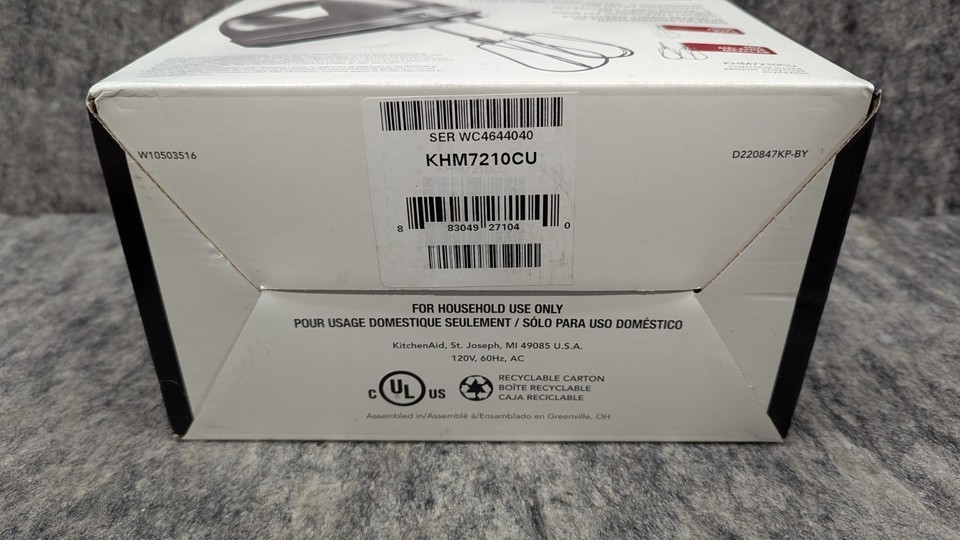 SER WC4644040
KHM7210CU
W10503516
D220847KP-BY
8 83049 27104 0
FOR HOUSEHOLD USE ONLY
POUR USAGE DOMESTIQUE SEULEMENT / SÓLO PARA USO DOMÉSTICO
KitchenAid, St. Joseph, MI 49085 U.S.A.
120V, 60Hz, AC
C UL US
RECYCLABLE CARTON
BOÎTE RECYCLABLE
CAJA RECICLABLE
Assembled in/Assemblé à/Ensamblado en Greenville, OH